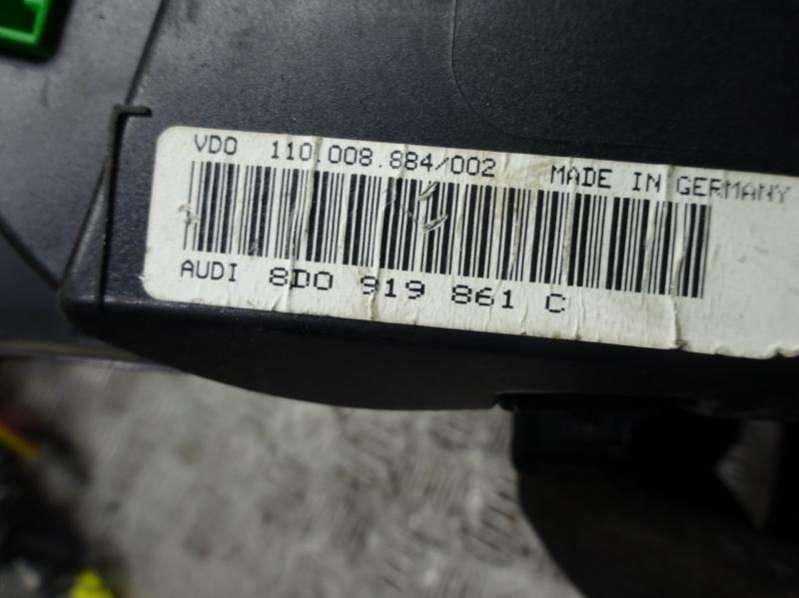 VDO 110.008.884/002 MADE IN GERMANY
AUDI 8D0 919 861 C